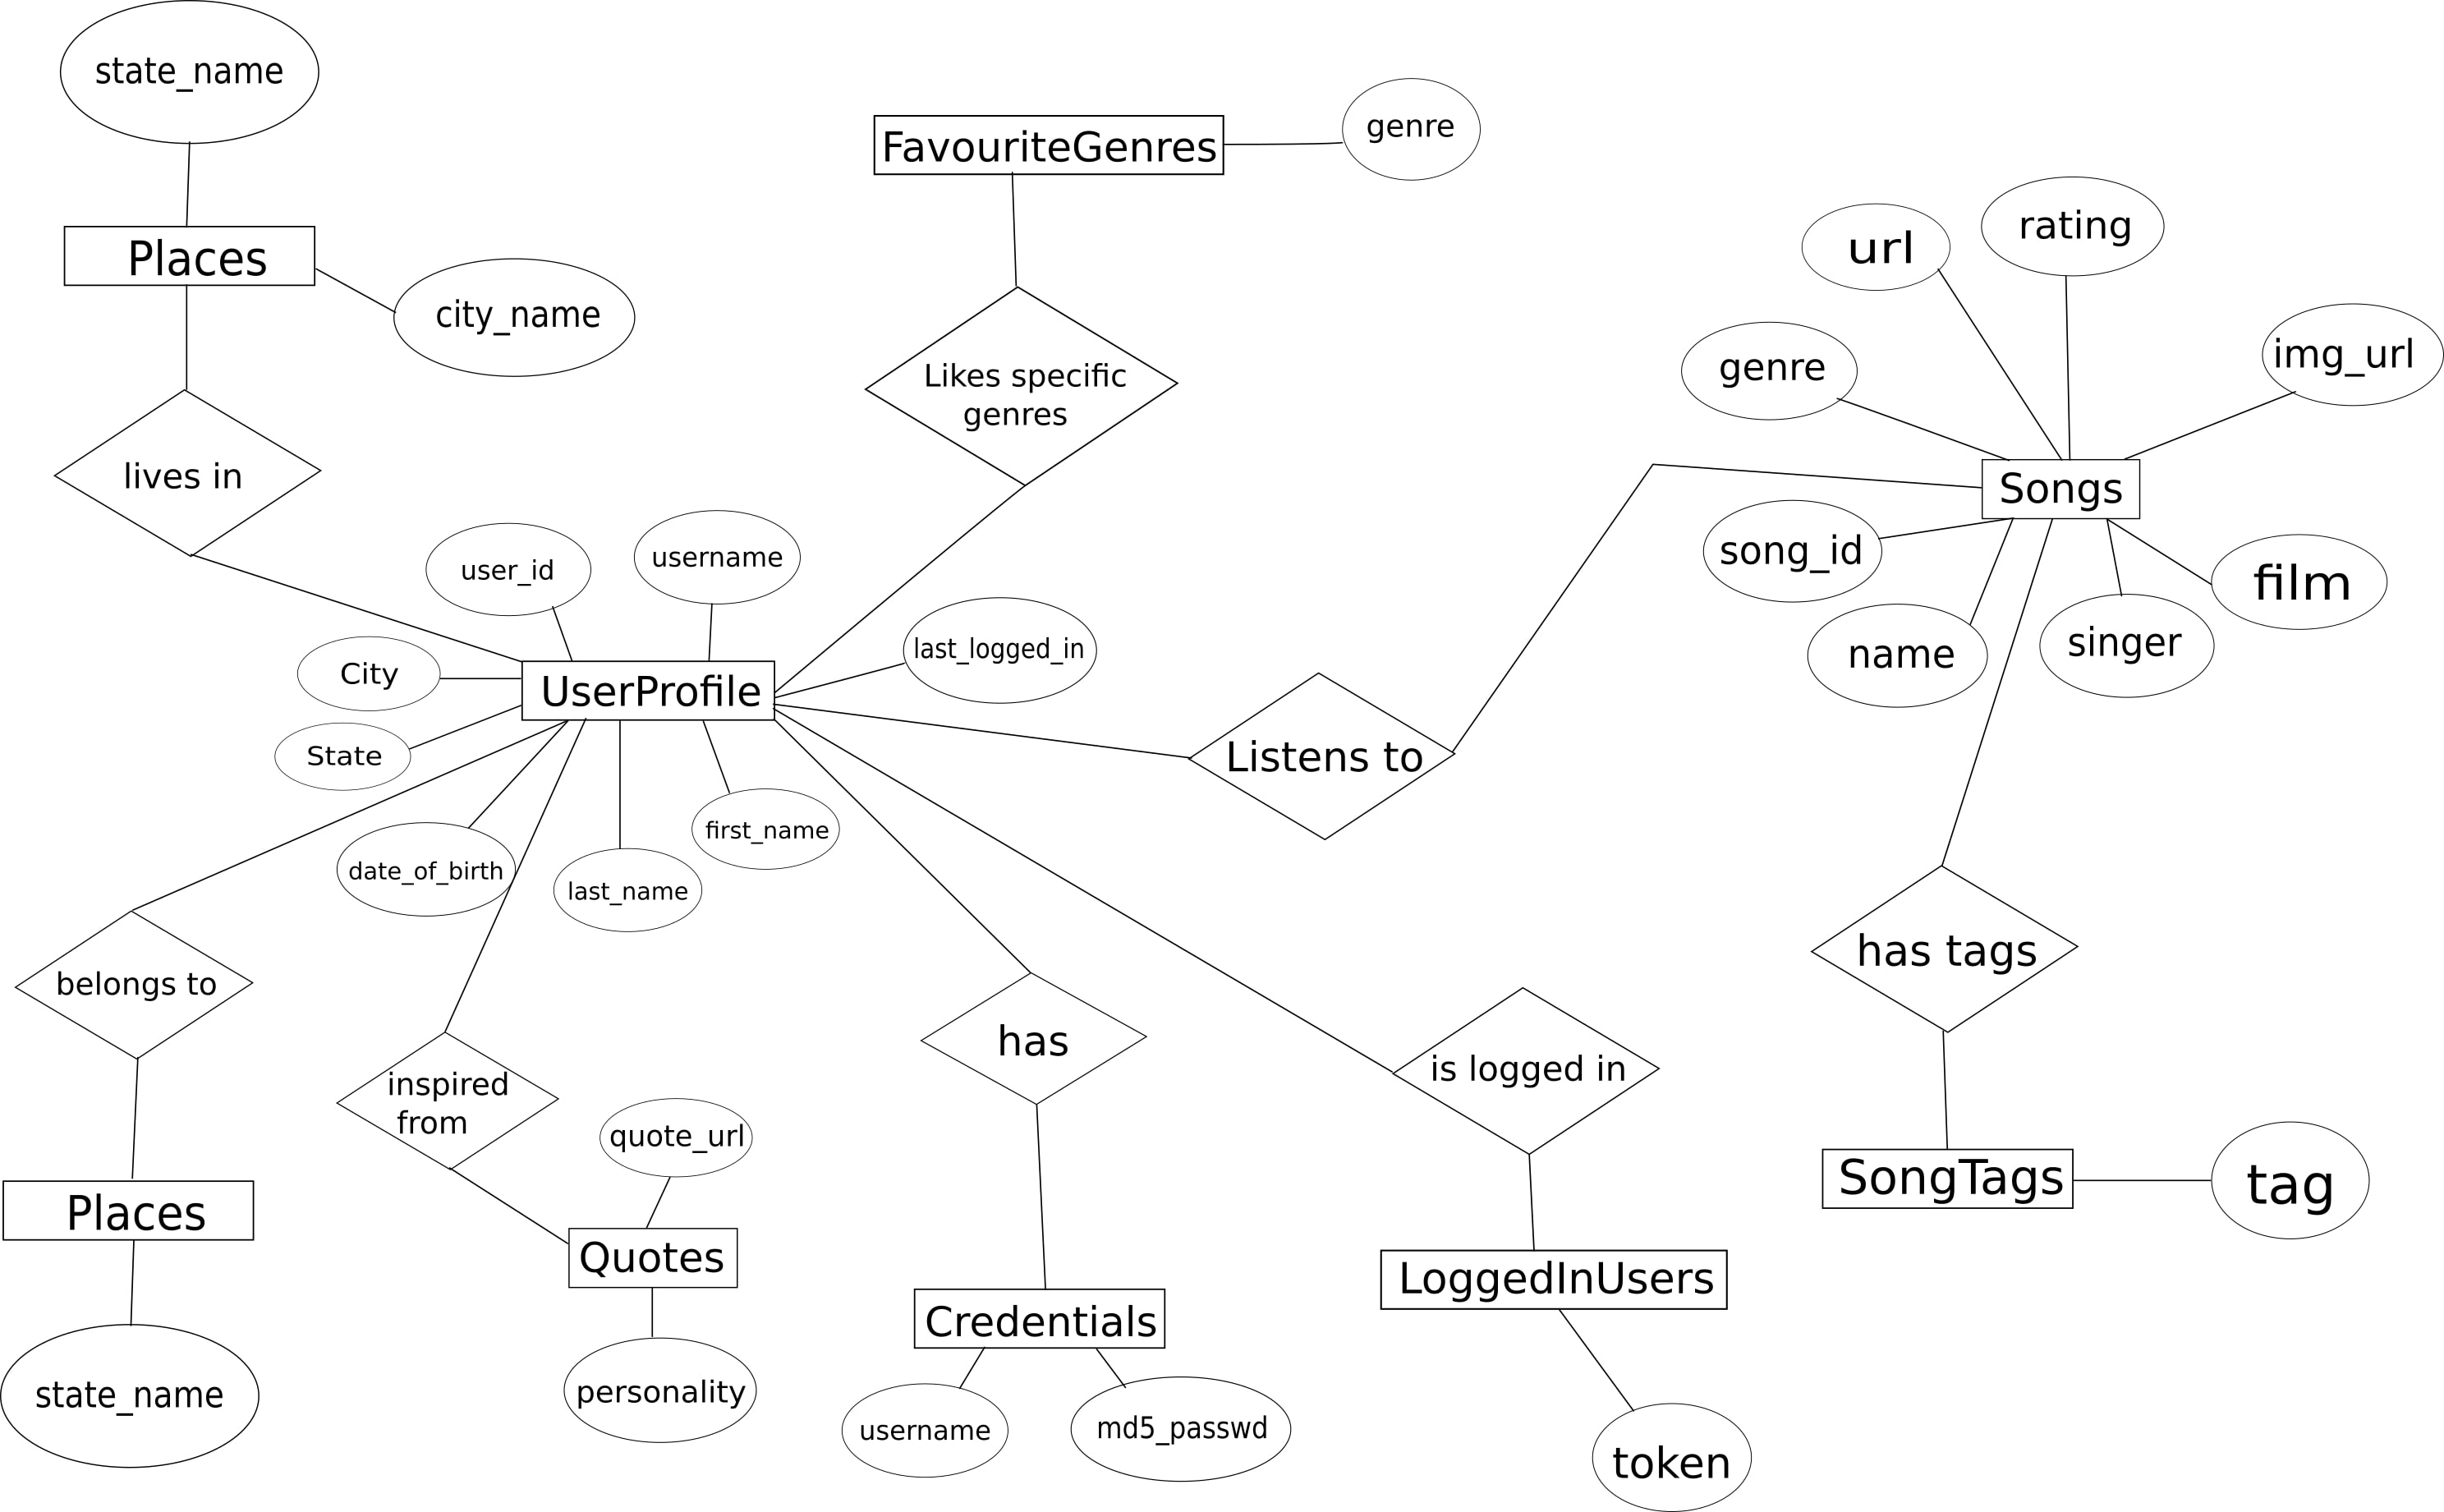 state_name
FavouriteGenres
genre
Places
city_name
url
rating
genre
img_url
Likes specific
genres
lives in
Songs
user_id
username
song_id
film
last_logged_in
name
singer
City
UserProfile
State
Listens to
first_name
date_of_birth
last_name
belongs to
has tags
inspired
from
has
is logged in
quote_url
Places
Quotes
SongTags
tag
Credentials
LoggedInUsers
state_name
personality
username
md5_passwd
token